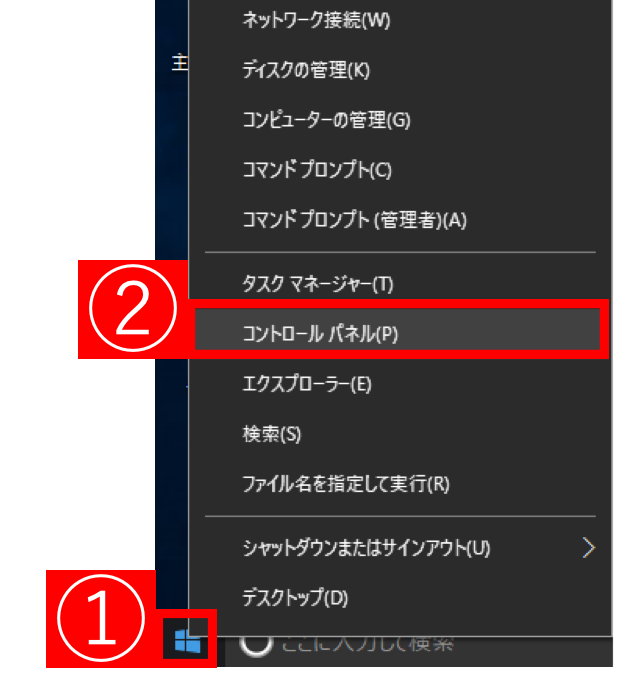 ネットワーク接続(W)
主
ディスクの管理(K)
コンピューターの管理(G)
コマンド プロンプト(C)
コマンド プロンプト (管理者)(A)
タスク マネージャー(T)
②
コントロール パネル(P)
エクスプローラー(E)
検索(S)
ファイル名を指定して実行(R)
シャットダウンまたはサインアウト(U)
デスクトップ(D)
①
ここに入力して検索